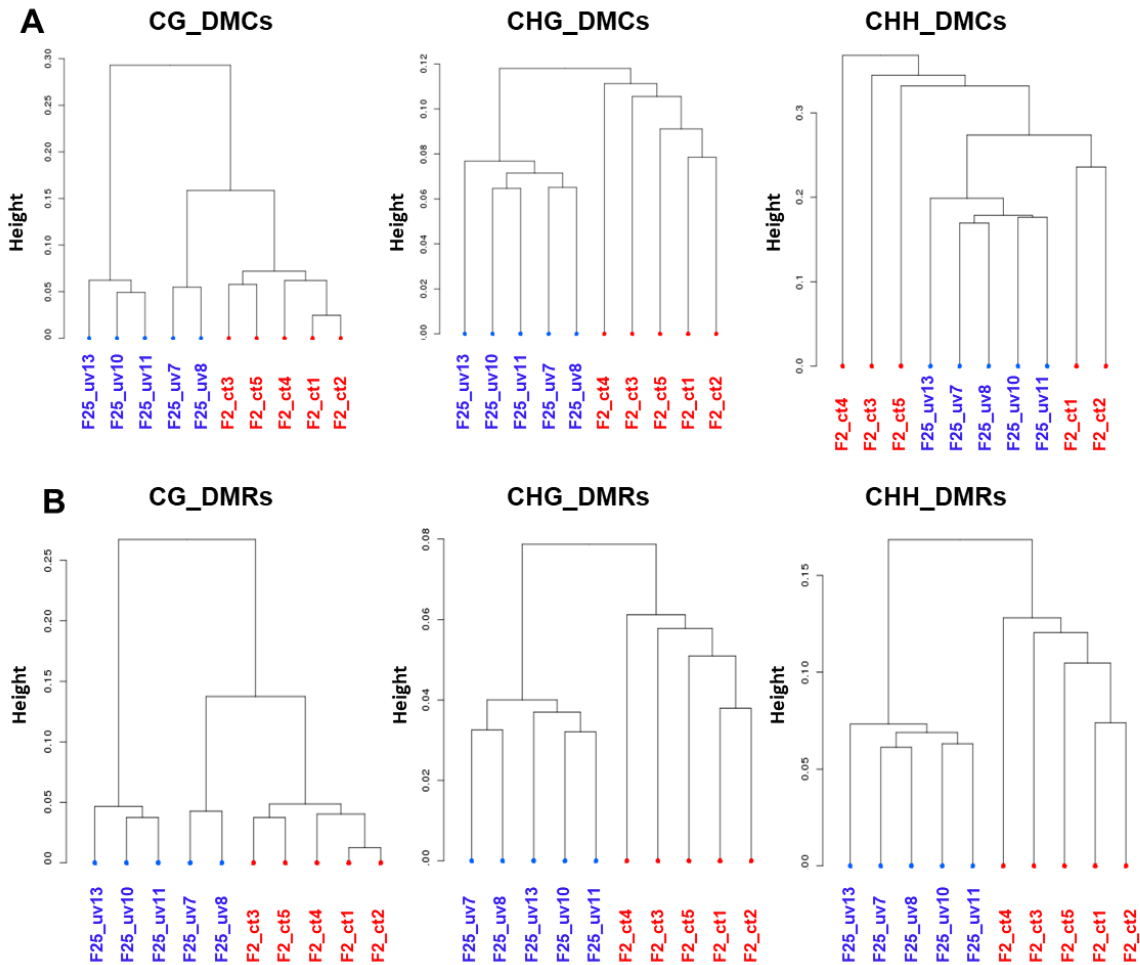 A
CG_DMCs
CHG_DMCs
CHH_DMCs
Height
0.30
0.25
0.20
0.15
0.10
0.05
0.00
F25_uv13
F25_uv10
F25_uv11
F25_uv7
F25_uv8
F2_ct3
F2_ct5
F2_ct4
F2_ct1
F2_ct2
Height
0.12
0.10
0.08
0.06
0.04
0.02
.00
F25_uv13
F25_uv10
F25_uv11
F25_uv7
F25_uv8
F2_ct4
F2_ct3
F2_ct5
F2_ct1
F2_ct2
Height
0.3
0.2
0.1
0.0
F2_ct4
F2_ct3
F2_ct5
F25_uv13
F25_uv7
F25_uv8
F25_uv10
F25_uv11
F2_ct1
F2_ct2
B
CG_DMRs
CHG_DMRs
CHH_DMRs
Height
0.25
0.20
0.15
0.10
0.05
.00
F25_uv13
F25_uv10
F25_uv11
F25_uv7
F25_uv8
F2_ct3
F2_ct5
F2_ct4
F2_ct1
F2_ct2
Height
0.08
0.06
0.04
0.02
.00
F25_uv7
F25_uv8
F25_uv13
F25_uv10
F25_uv11
F2_ct4
F2_ct3
F2_ct5
F2_ct1
F2_ct2
Height
0.15
0.10
0.05
0.00
F25_uv13
F25_uv7
F25_uv8
F25_uv10
F25_uv11
F2_ct4
F2_ct3
F2_ct5
F2_ct1
F2_ct2